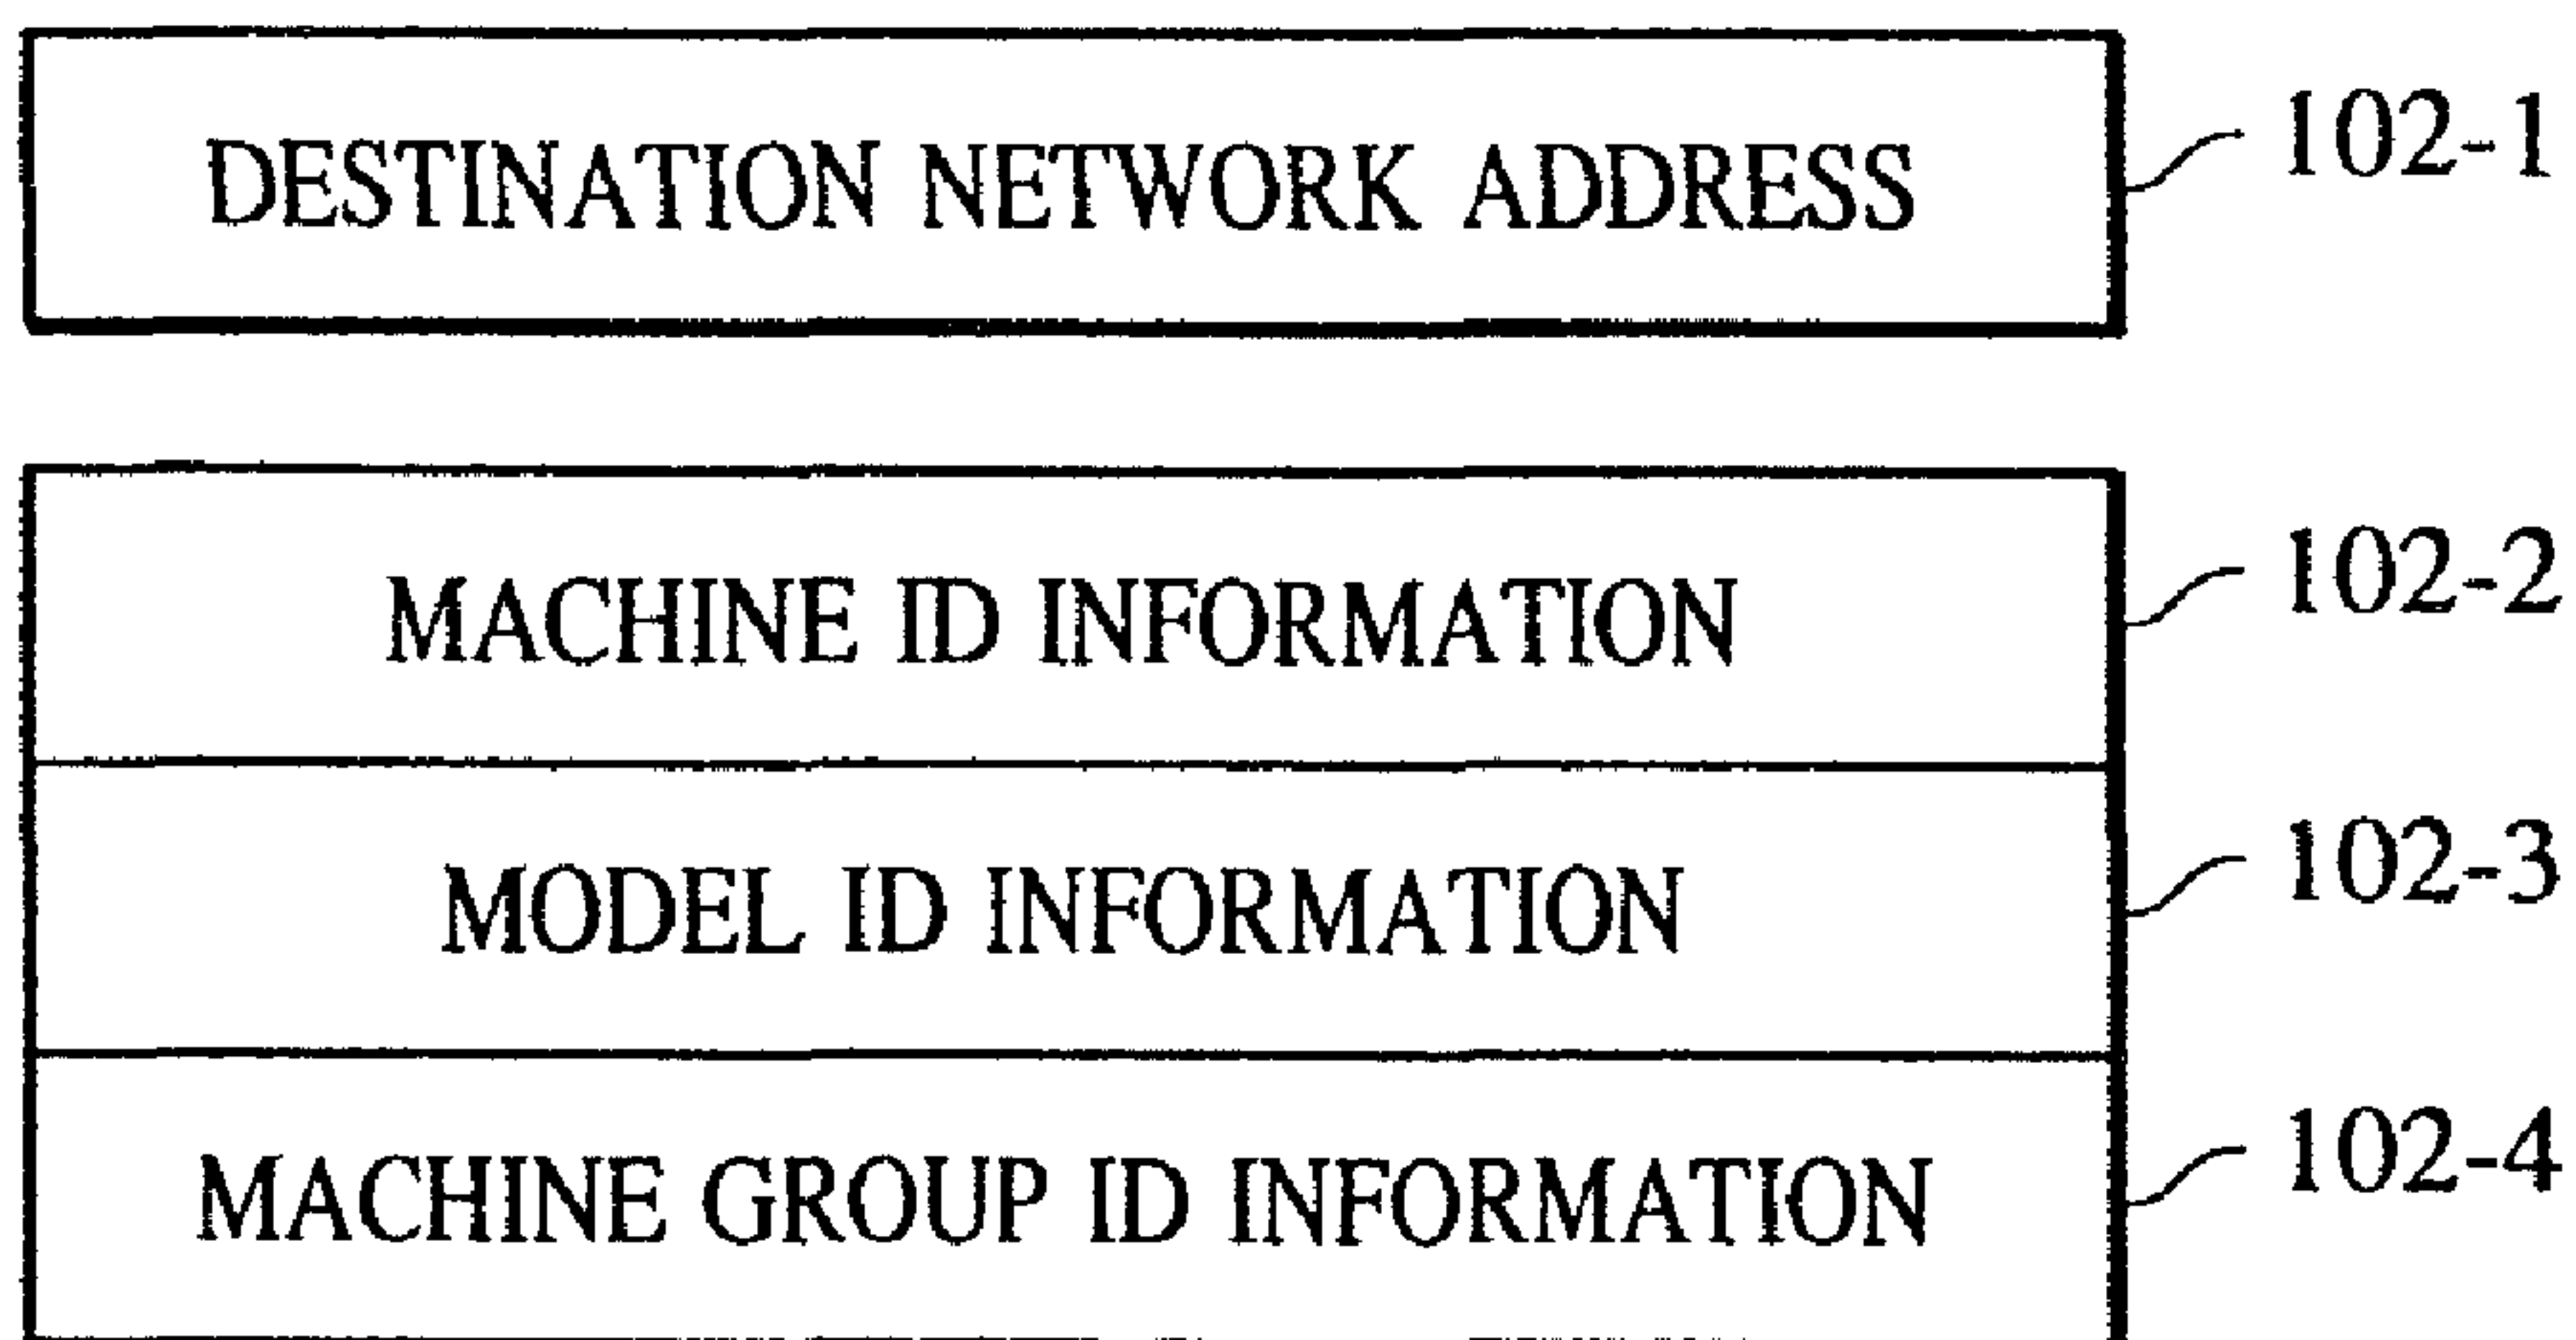 DESTINATION NETWORK ADDRESS 102-1
MACHINE ID INFORMATION 102-2
MODEL ID INFORMATION 102-3
MACHINE GROUP ID INFORMATION 102-4